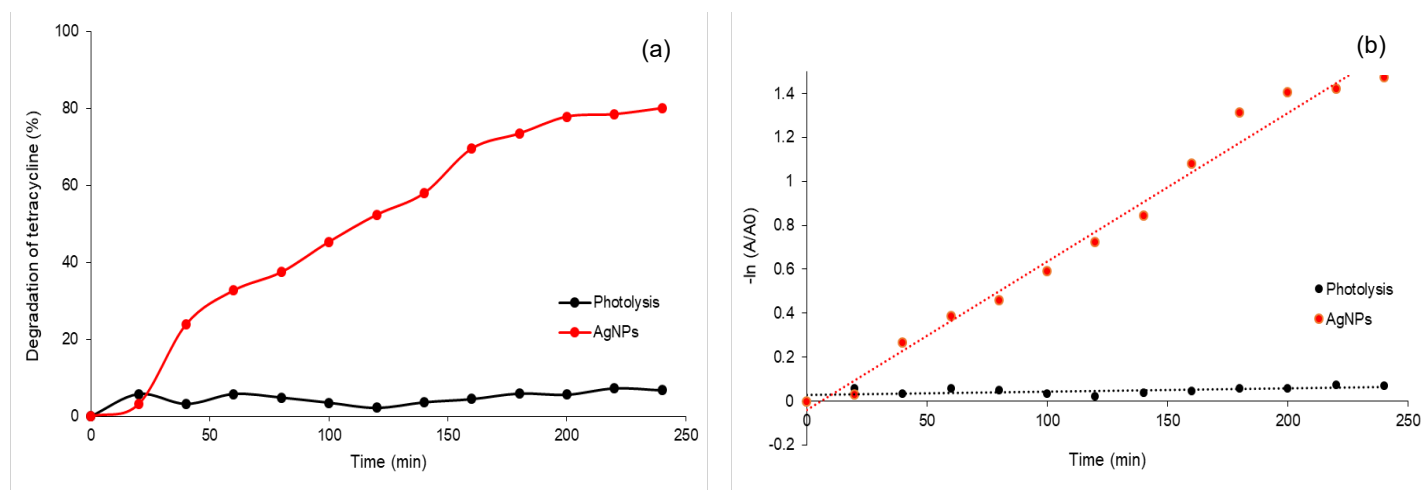 (a)
100
80
60
40
20
0
0 50 100 150 200 250
Degradation of tetracycline (%)
Time (min)
Photolysis
AgNPs
(b)
1.4
1.2
1
0.8
0.6
0.4
0.2
0
-0.2
0 50 100 150 200 250
-ln (A/A0)
Time (min)
Photolysis
AgNPs